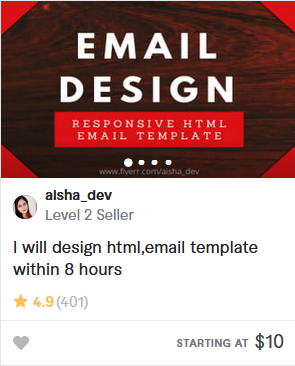 EMAIL
DESIGN
RESPONSIVE HTML
EMAIL TEMPLATE
www.fiverr.com/aisha_dev
aisha_dev
Level 2 Seller
I will design html,email template
within 8 hours
4.9 (401)
STARTING AT $10